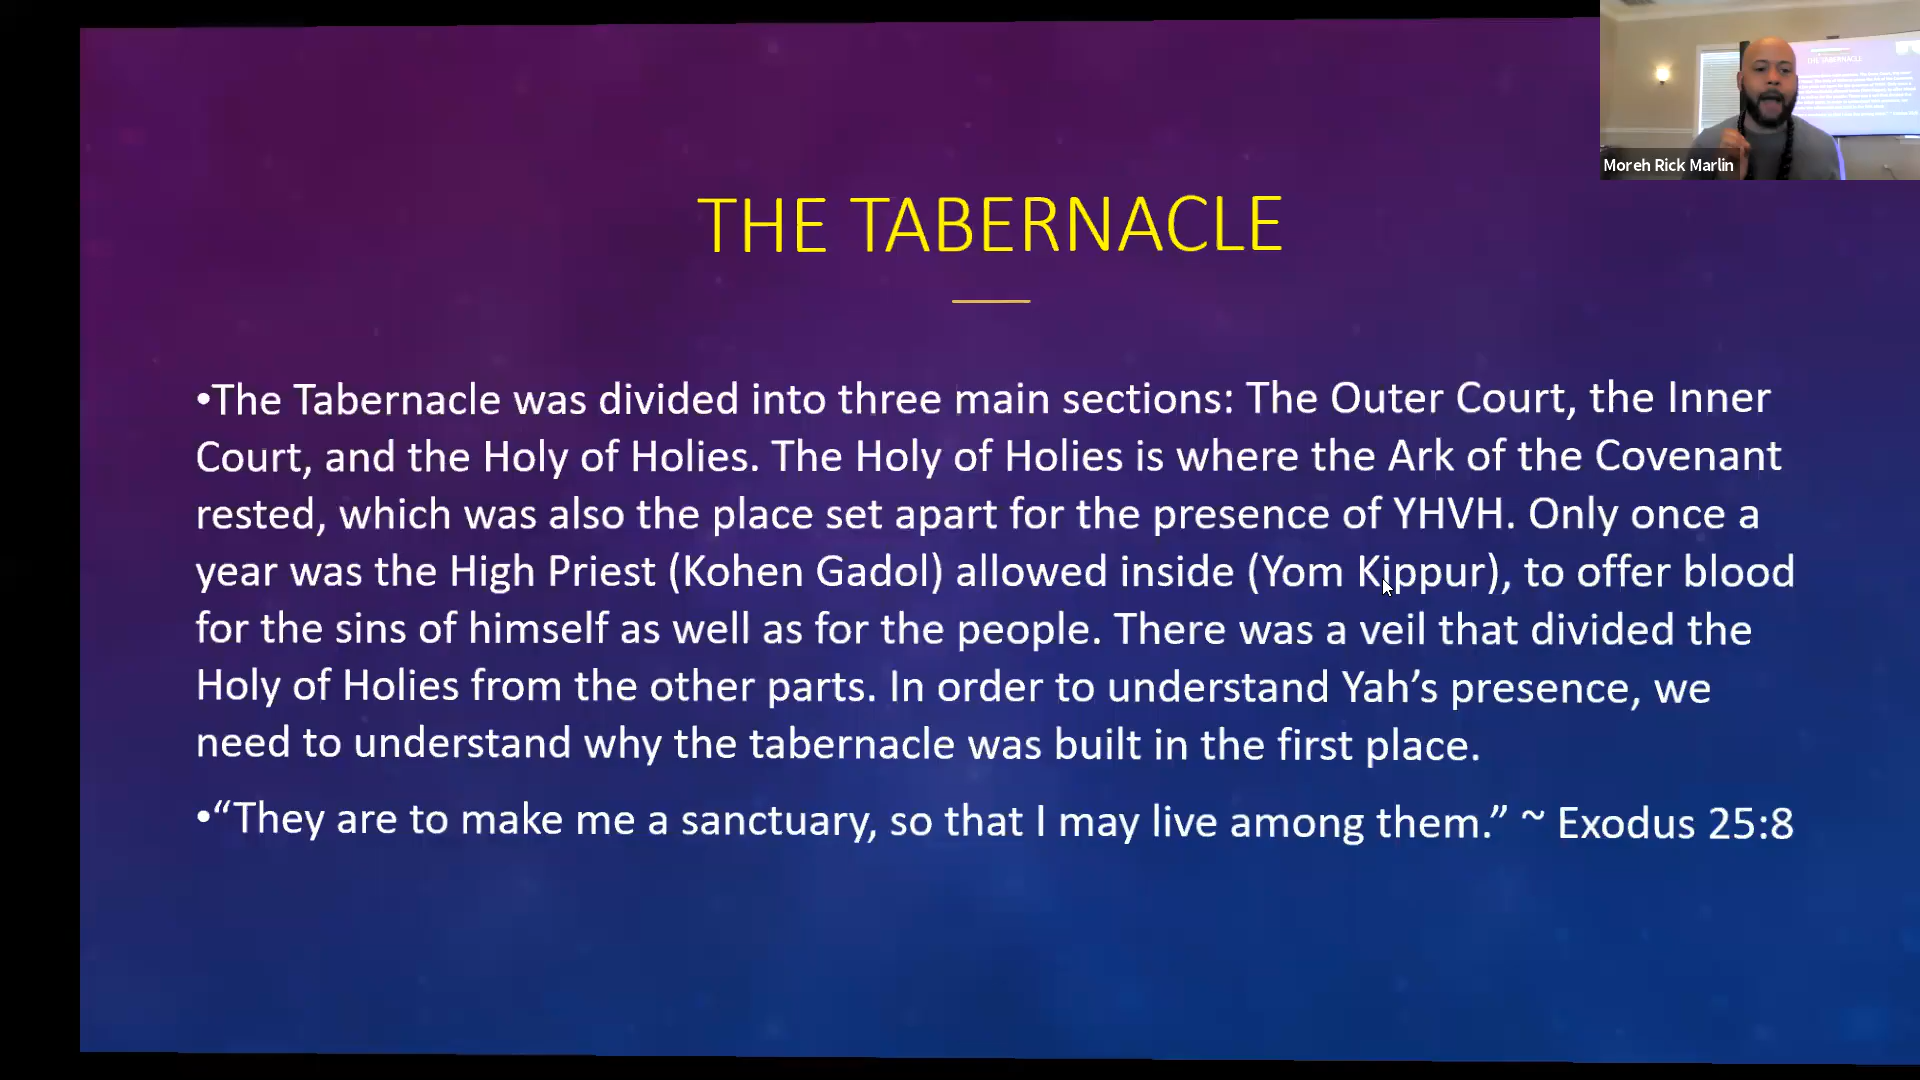 THE TABERNACLE
Moreh Rick Marlin
THE TABERNACLE
•The Tabernacle was divided into three main sections: The Outer Court, the Inner
Court, and the Holy of Holies. The Holy of Holies is where the Ark of the Covenant
rested, which was also the place set apart for the presence of YHVH. Only once a
year was the High Priest (Kohen Gadol) allowed inside (Yom Kippur), to offer blood
for the sins of himself as well as for the people. There was a veil that divided the
Holy of Holies from the other parts. In order to understand Yah’s presence, we
need to understand why the tabernacle was built in the first place.
•“They are to make me a sanctuary, so that I may live among them.” ~ Exodus 25:8